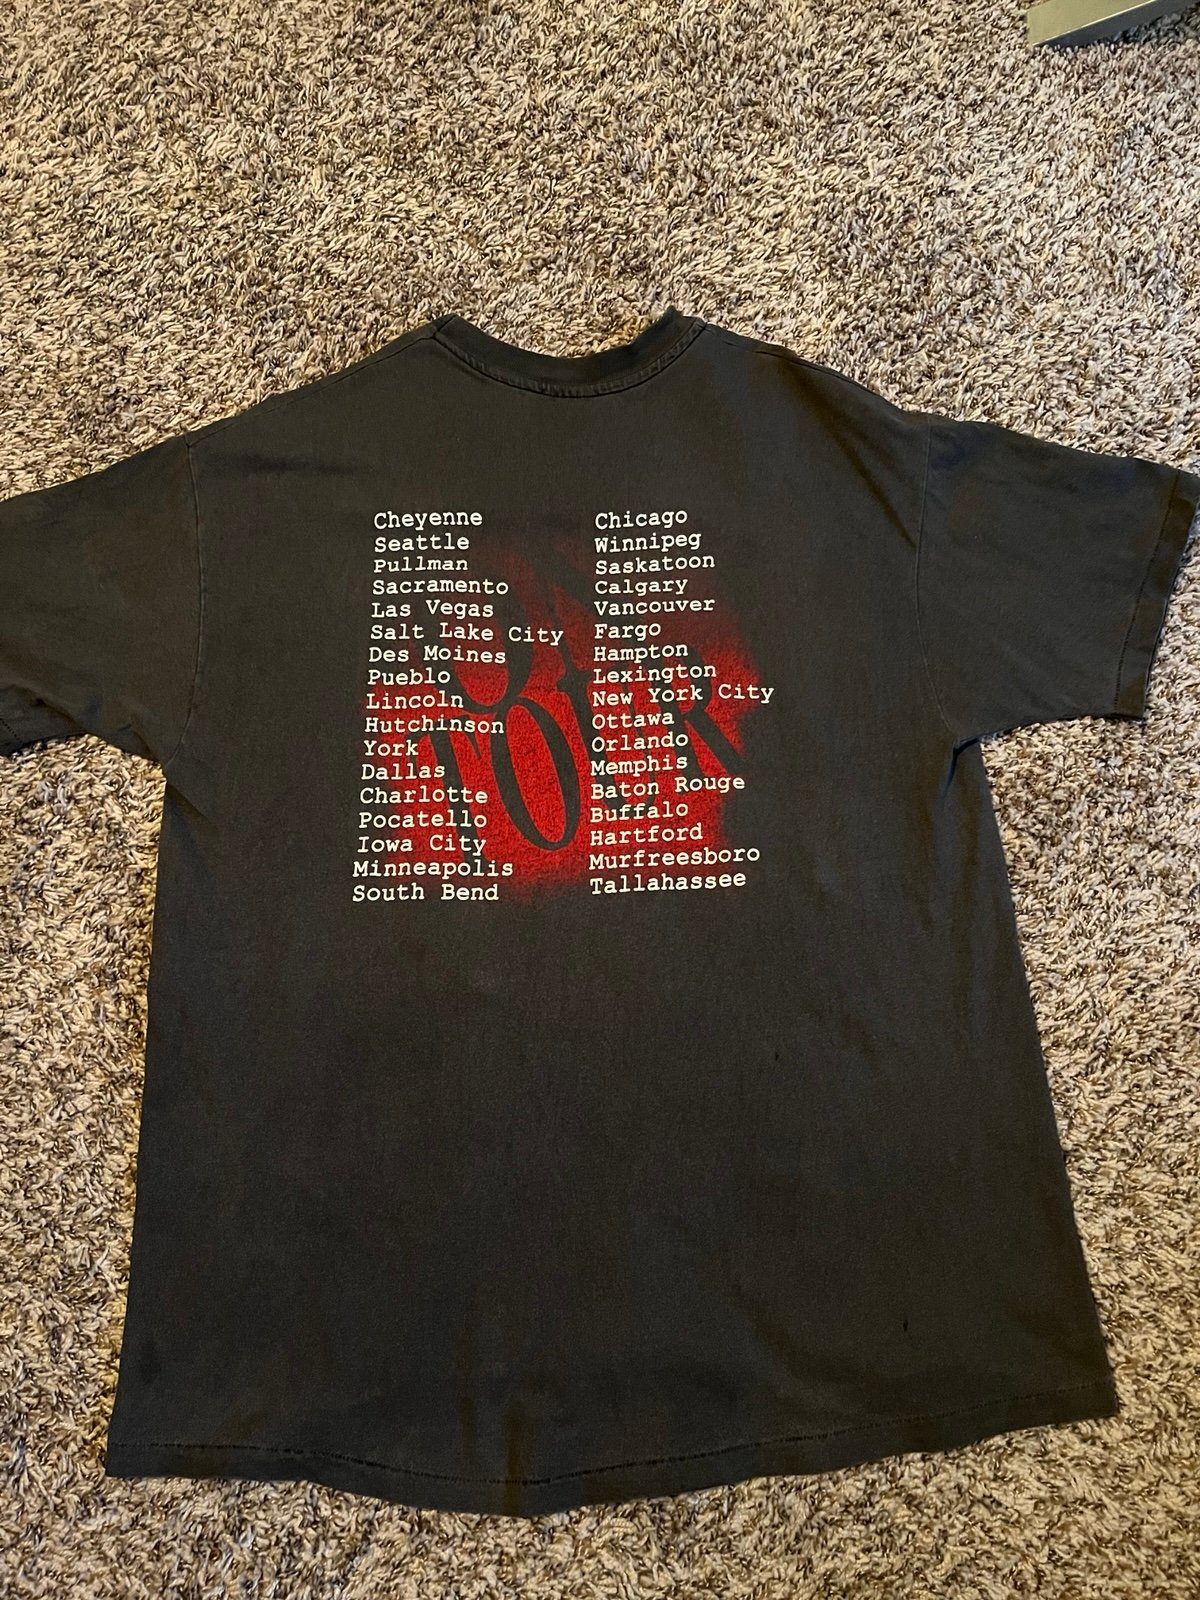 Cheyenne
Seattle
Pullman
Sacramento
Las Vegas
Salt Lake City
Des Moines
Pueblo
Lincoln
Hutchinson
York
Dallas
Charlotte
Pocatello
Iowa City
Minneapolis
South Bend
Chicago
Winnipeg
Saskatoon
Calgary
Vancouver
Fargo
Hampton
Lexington
New York City
Ottawa
Orlando
Memphis
Baton Rouge
Buffalo
Hartford
Murfreesboro
Tallahassee
ON
TOUR